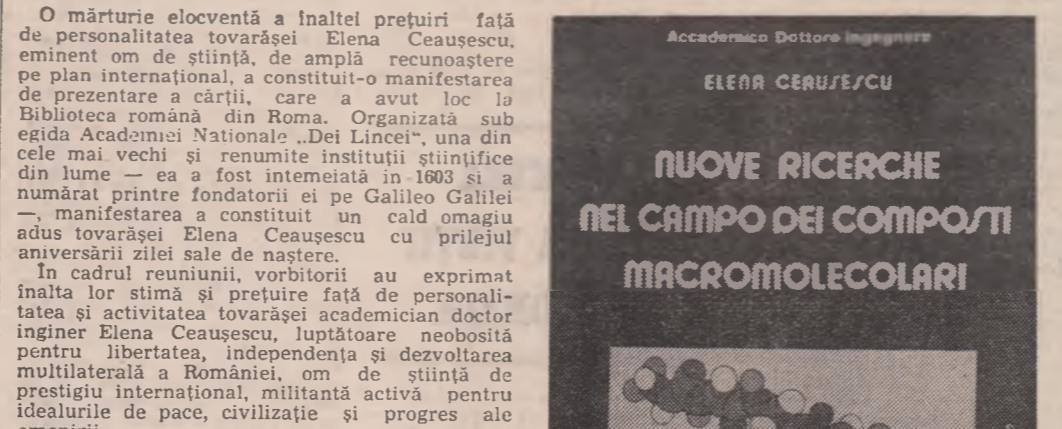 O mărturie elocventă a înaltei prețuiri față
de personalitatea tovarășei Elena Ceaușescu,
eminent om de știință, de amplă recunoaștere
pe plan internațional, a constituit-o manifestarea
de prezentare a cărții, care a avut loc la
Biblioteca română din Roma. Organizată sub
egida Academiei Naționale „Dei Lincei“, una din
cele mai vechi și renumite instituții științifice
din lume — ea a fost intemeiată in 1603 si a
numărat printre fondatorii ei pe Galileo Galilei
—, manifestarea a constituit un cald omagiu
adus tovarășei Elena Ceaușescu cu prilejul
aniversării zilei sale de naștere.
În cadrul reuniunii, vorbitorii au exprimat
înalta lor stimă și prețuire față de personali-
tatea și activitatea tovarășei academician doctor
inginer Elena Ceaușescu, luptătoare neobosită
pentru libertatea, independența și dezvoltarea
multilaterală a României, om de știință de
prestigiu internațional, militantă activă pentru
idealurile de pace, civilizație și progres ale
Accademico Dottore Ingegnere
ELENA CEAUSESCU
NUOVE RICERCHE
NEL CAMPO DEI COMPOSTI
MACROMOLECOLARI